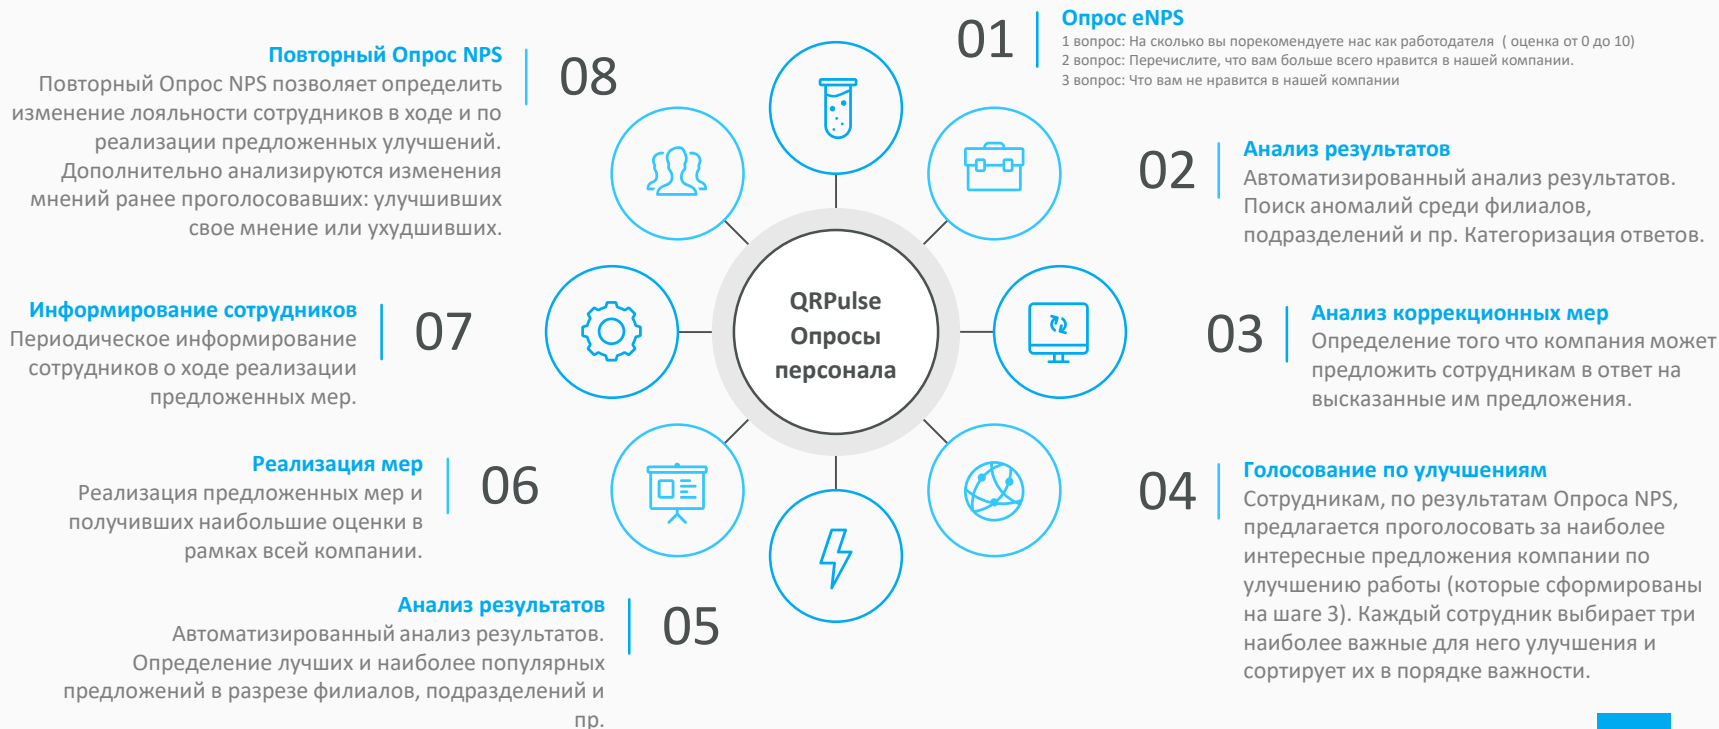 01
Опрос eNPS
1 вопрос: На сколько вы порекомендуете нас как работодателя ( оценка от 0 до 10)
2 вопрос: Перечислите, что вам больше всего нравится в нашей компании.
3 вопрос: Что вам не нравится в нашей компании
02
Анализ результатов
Автоматизированный анализ результатов.
Поиск аномалий среди филиалов,
подразделений и пр. Категоризация ответов.
03
Анализ коррекционных мер
Определение того что компания может
предложить сотрудникам в ответ на
высказанные им предложения.
04
Голосование по улучшениям
Сотрудникам, по результатам Опроса NPS,
предлагается проголосовать за наиболее
интересные предложения компании по
улучшению работы (которые сформированы
на шаге 3). Каждый сотрудник выбирает три
наиболее важные для него улучшения и
сортирует их в порядке важности.
05
Анализ результатов
Автоматизированный анализ результатов.
Определение лучших и наиболее популярных
предложений в разрезе филиалов, подразделений и
пр.
06
Реализация мер
Реализация предложенных мер и
получивших наибольшие оценки в
рамках всей компании.
07
Информирование сотрудников
Периодическое информирование
сотрудников о ходе реализации
предложенных мер.
08
Повторный Опрос NPS
Повторный Опрос NPS позволяет определить
изменение лояльности сотрудников в ходе и по
реализации предложенных улучшений.
Дополнительно анализируются изменения
мнений ранее проголосовавших: улучшивших
свое мнение или ухудшивших.
QRPulse
Опросы
персонала